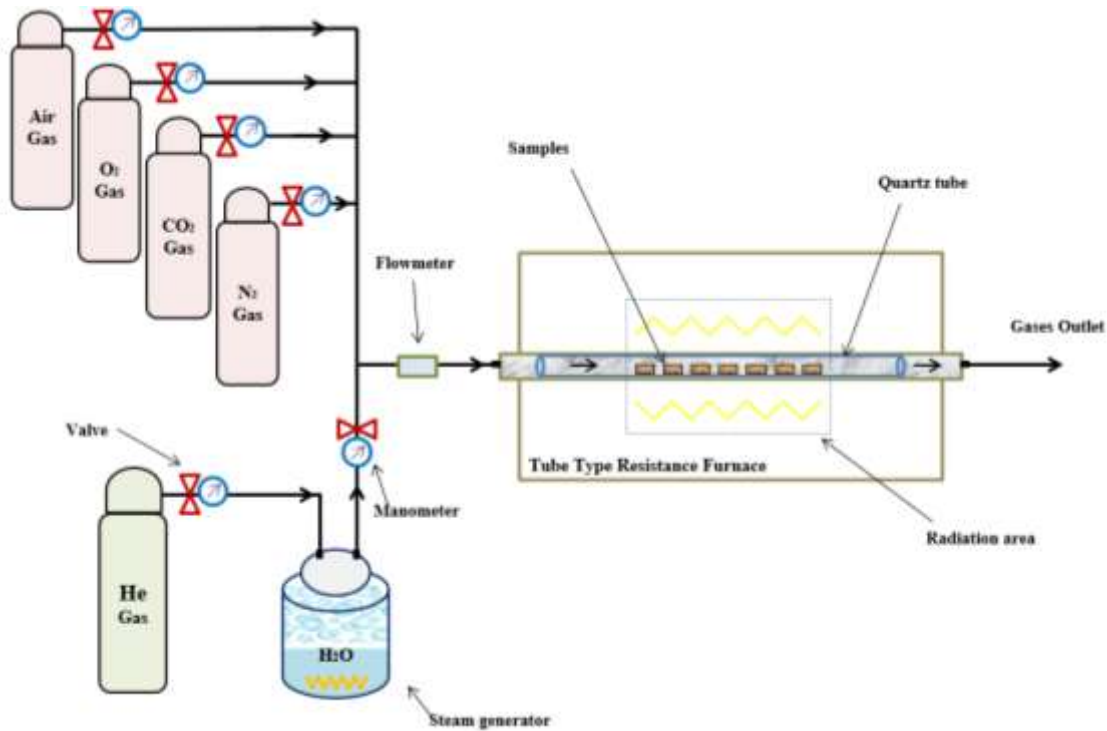 Air
Gas
O₂
Gas
CO₂
Gas
N₂
Gas
Samples
Quartz tube
Flowmeter
Gases Outlet
Valve
Tube Type Resistance Furnace
Manometer
Radiation area
He
Gas
H₂O
Steam generator